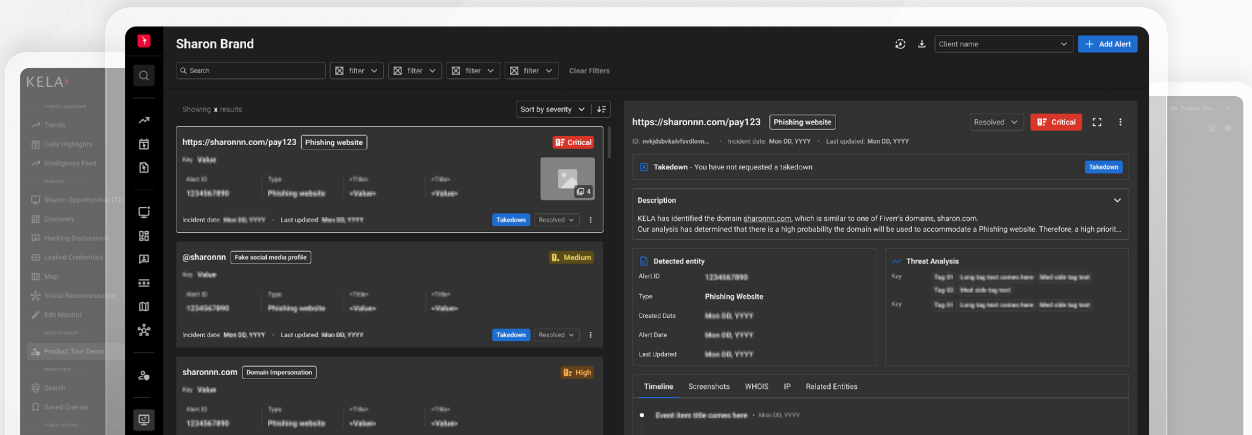 KELA
THREAT LANDSCAPE
Trends
Daily Highlights
Intelligence Feed
MONITOR
Sharon Opportunities LTD
Discovery
Hacking Discussions
Leaked Credentials
Map
Visual Reconnaissance
Edit Monitor
Product Tour Demo
Search
Saved Queries
Sharon Brand
Client name
Add Alert
Search
filter
filter
filter
filter
Clear Filters
Showing x results
Sort by severity
https://sharonnn.com/pay123
Phishing website
Critical
Key Value
Alert ID
Type
<Title>
<Title>
1234567890
Phishing website
<Value>
<Value>
4
Incident date: Mon DD, YYYY • Last updated: Mon DD, YYYY
Takedown
Resolved
@sharonnn
Fake social media profile
Medium
Key Value
Alert ID
Type
<Title>
<Title>
1234567890
Phishing website
<Value>
<Value>
Incident date: Mon DD, YYYY • Last updated: Mon DD, YYYY
Takedown
Resolved
sharonnn.com
Domain Impersonation
High
Key Value
Alert ID
Type
<Title>
<Title>
1234567890
Phishing website
<Value>
<Value>
https://sharonnn.com/pay123
Phishing website
Resolved
Critical
Incident date: Mon DD, YYYY • Last updated: Mon DD, YYYY
Takedown - You have not requested a takedown
Takedown
Description
KELA has identified the domain sharonnn.com, which is similar to one of Fiverr's domains, sharon.com.
Our analysis has determined that there is a high probability the domain will be used to accommodate a Phishing website. Therefore, a high priorit...
Detected entity
Alert ID
1234567890
Type
Phishing Website
Created Date
Mon DD, YYYY
Alert Date
Mon DD, YYYY
Last Updated
Mon DD, YYYY
Threat Analysis
Key
Tag 01
Long tag text comes here
Med side tag text
Tag 02
Med side tag text
Key
Tag 01
Long tag text comes here
Med side tag text
Timeline
Screenshots
WHOIS
IP
Related Entities
Event item title comes here • Mon DD, YYYY
Product Tour